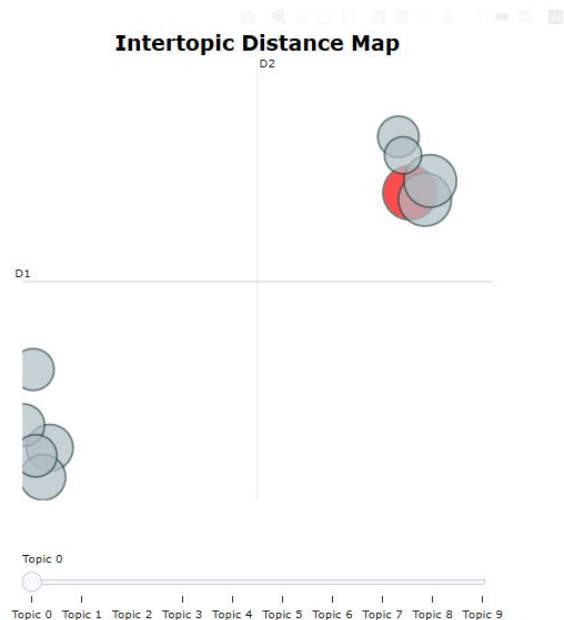 Intertopic Distance Map
D2
D1
Topic 0
Topic 0 Topic 1 Topic 2 Topic 3 Topic 4 Topic 5 Topic 6 Topic 7 Topic 8 Topic 9